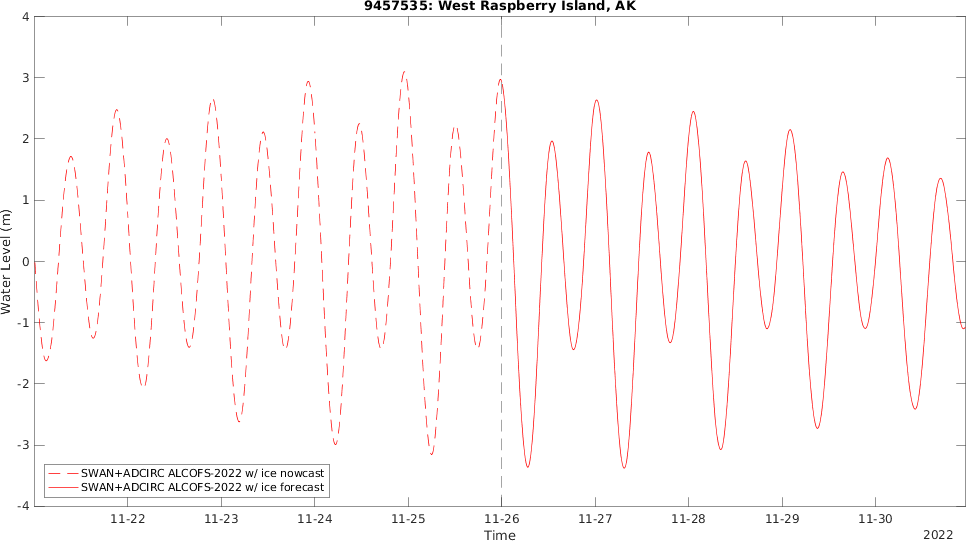 9457535: West Raspberry Island, AK
4
3
2
1
0
-1
-2
-3
-4
Water Level (m)
SWAN+ADCIRC ALCOFS-2022 w/ ice nowcast
SWAN+ADCIRC ALCOFS-2022 w/ ice forecast
11-22 11-23 11-24 11-25 11-26 11-27 11-28 11-29 11-30
Time
2022